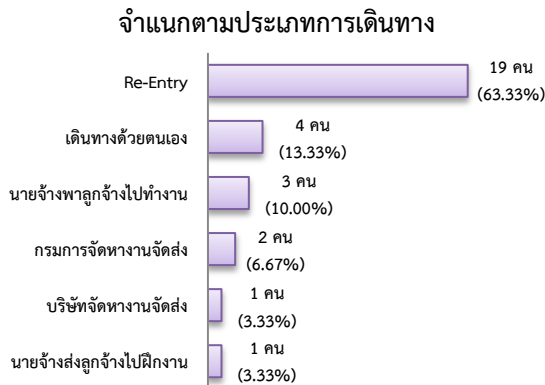 จำแนกตามประเภทการเดินทาง
Re-Entry
19 คน
(63.33%)
เดินทางด้วยตนเอง
4 คน
(13.33%)
นายจ้างพาลูกจ้างไปทำงาน
3 คน
(10.00%)
กรมการจัดหางานจัดส่ง
2 คน
(6.67%)
บริษัทจัดหางานจัดส่ง
1 คน
(3.33%)
นายจ้างส่งลูกจ้างไปฝึกงาน
1 คน
(3.33%)